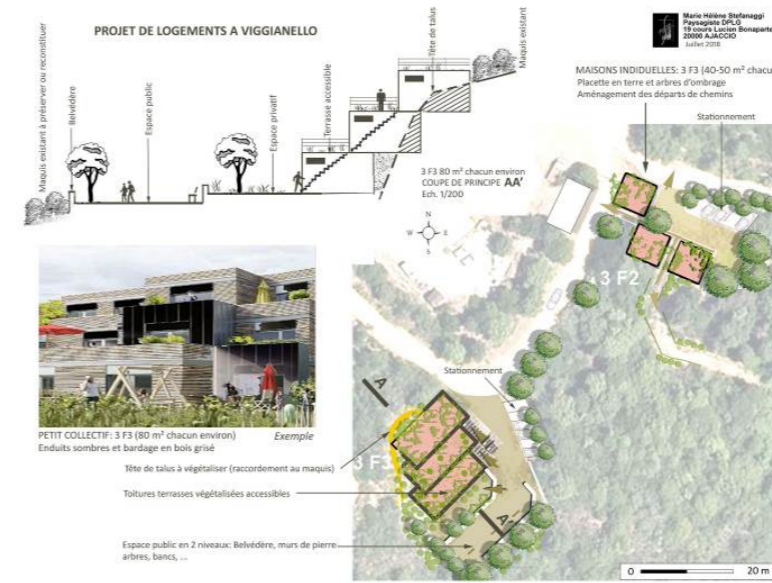 PROJET DE LOGEMENTS A VIGGIANELLO
Marie Hélène Stefanaggi
Paysagiste DPLG
19 cours Lucien Bonaparte
20000 AJACCIO
Juillet 2018
Maquis existant à préserver ou reconstituer
Belvédère
Espace public
Espace privatif
Terrasse accessible
Tête de talus
Maquis existant
3 F3 80 m² chacun environ
COUPE DE PRINCIPE AA'
Ech. 1/200
N
W E
S
MAISONS INDIDUELLES: 3 F3 (40-50 m² chacu
Placette en terre et arbres d'ombrage
Aménagement des départs de chemins
Stationnement
3 F2
Stationnement
A
3 F3
A'
PETIT COLLECTIF: 3 F3 (80 m² chacun environ)
Exemple
Enduits sombres et bardage en bois grisé
Tête de talus à végétaliser (raccordement au maquis)
Toitures terrasses végétalisées accessibles
Espace public en 2 niveaux: Belvédère, murs de pierre
arbres, bancs, ...
0 20 m